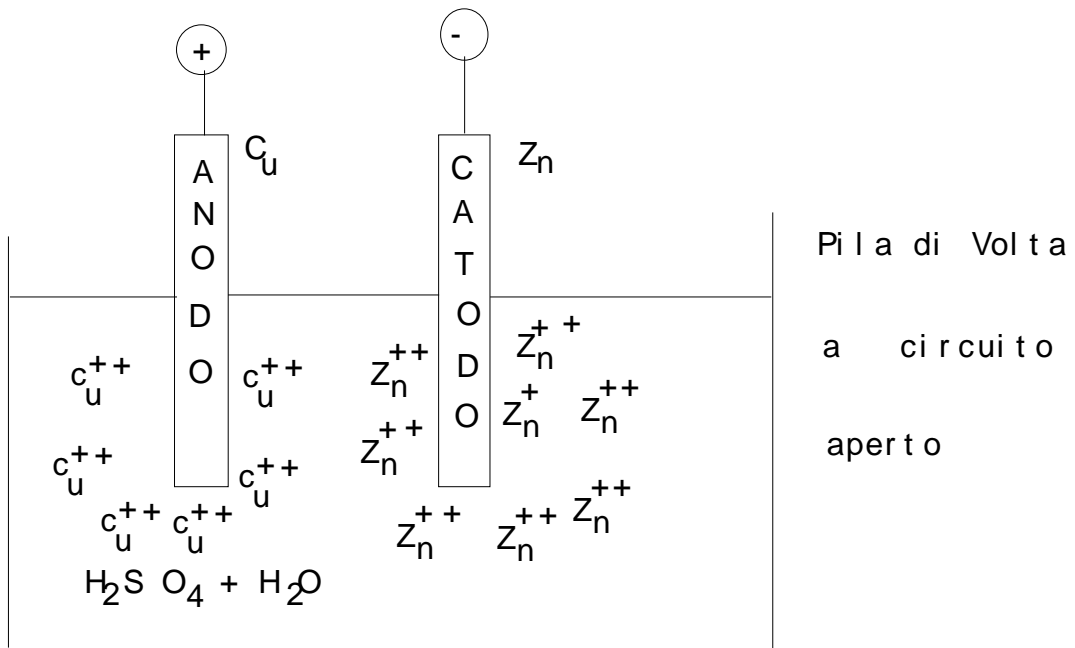 +
-
Cu
Zn
ANODO
CATODO
Pila di Volta
a circuito
aperto
Cu++
Cu++
Zn++
Zn++
Zn+
Zn++
Cu++
Cu++
Zn++
Cu++
Cu++
Zn++
Zn++
Zn++
H2SO4 + H2O